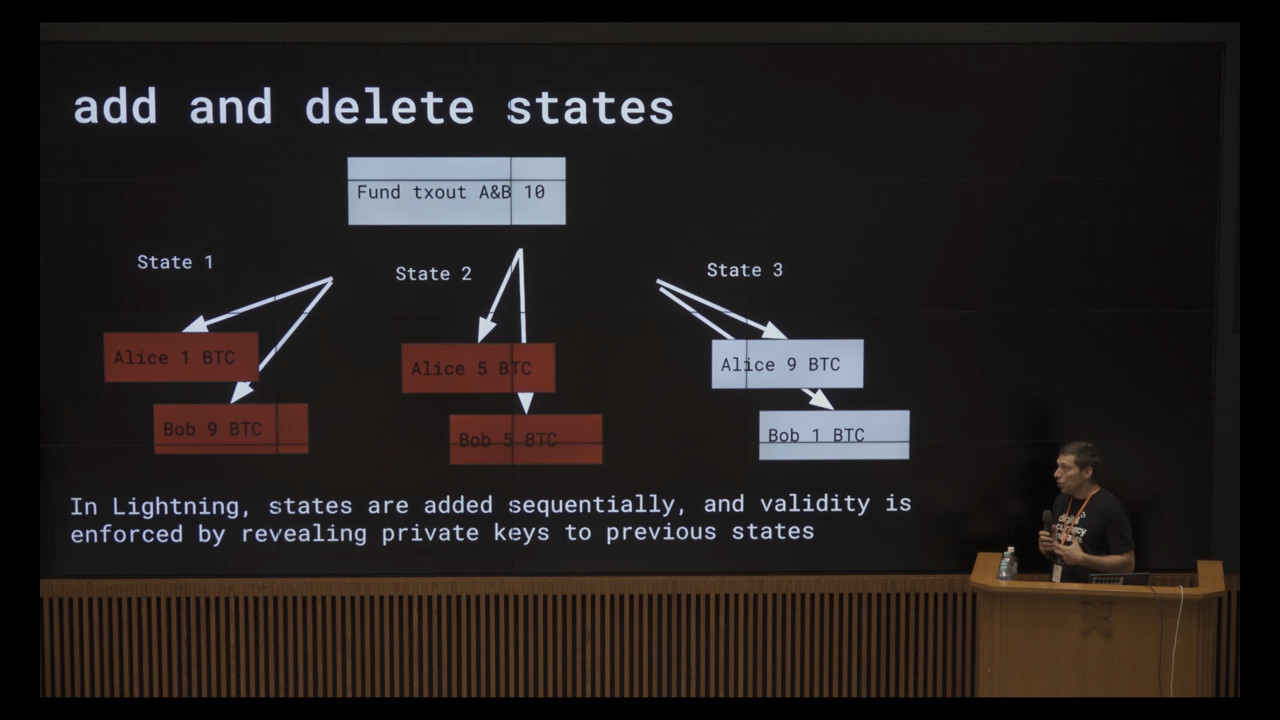 add and delete states
Fund txout A&B 10
State 1
State 2
State 3
Alice 1 BTC
Alice 5 BTC
Alice 9 BTC
Bob 9 BTC
Bob 5 BTC
Bob 1 BTC
In Lightning, states are added sequentially, and validity is
enforced by revealing private keys to previous states
digital
currency